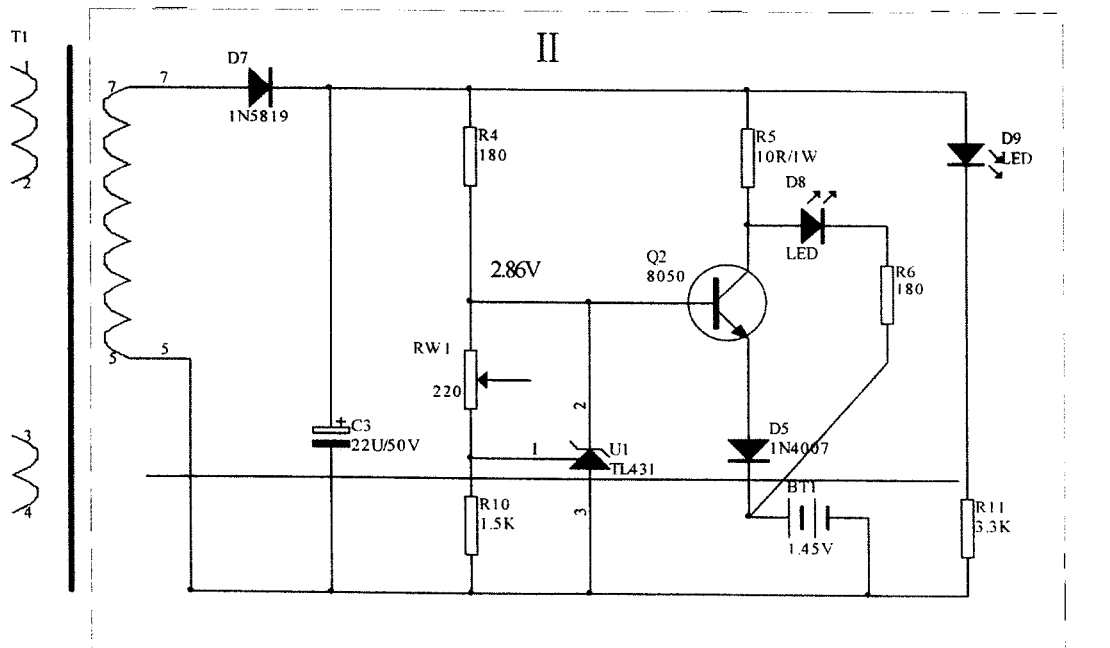 II
T1
1
2
3
4
7
7
5
5
D7
1N5819
R4
180
2.86V
RW1
220
C3
+
22U/50V
1
2
3
U1
TL431
R10
1.5K
R5
10R/1W
D8
LED
Q2
8050
R6
180
D5
1N4007
BT1
1.45V
D9
LED
R11
3.3K